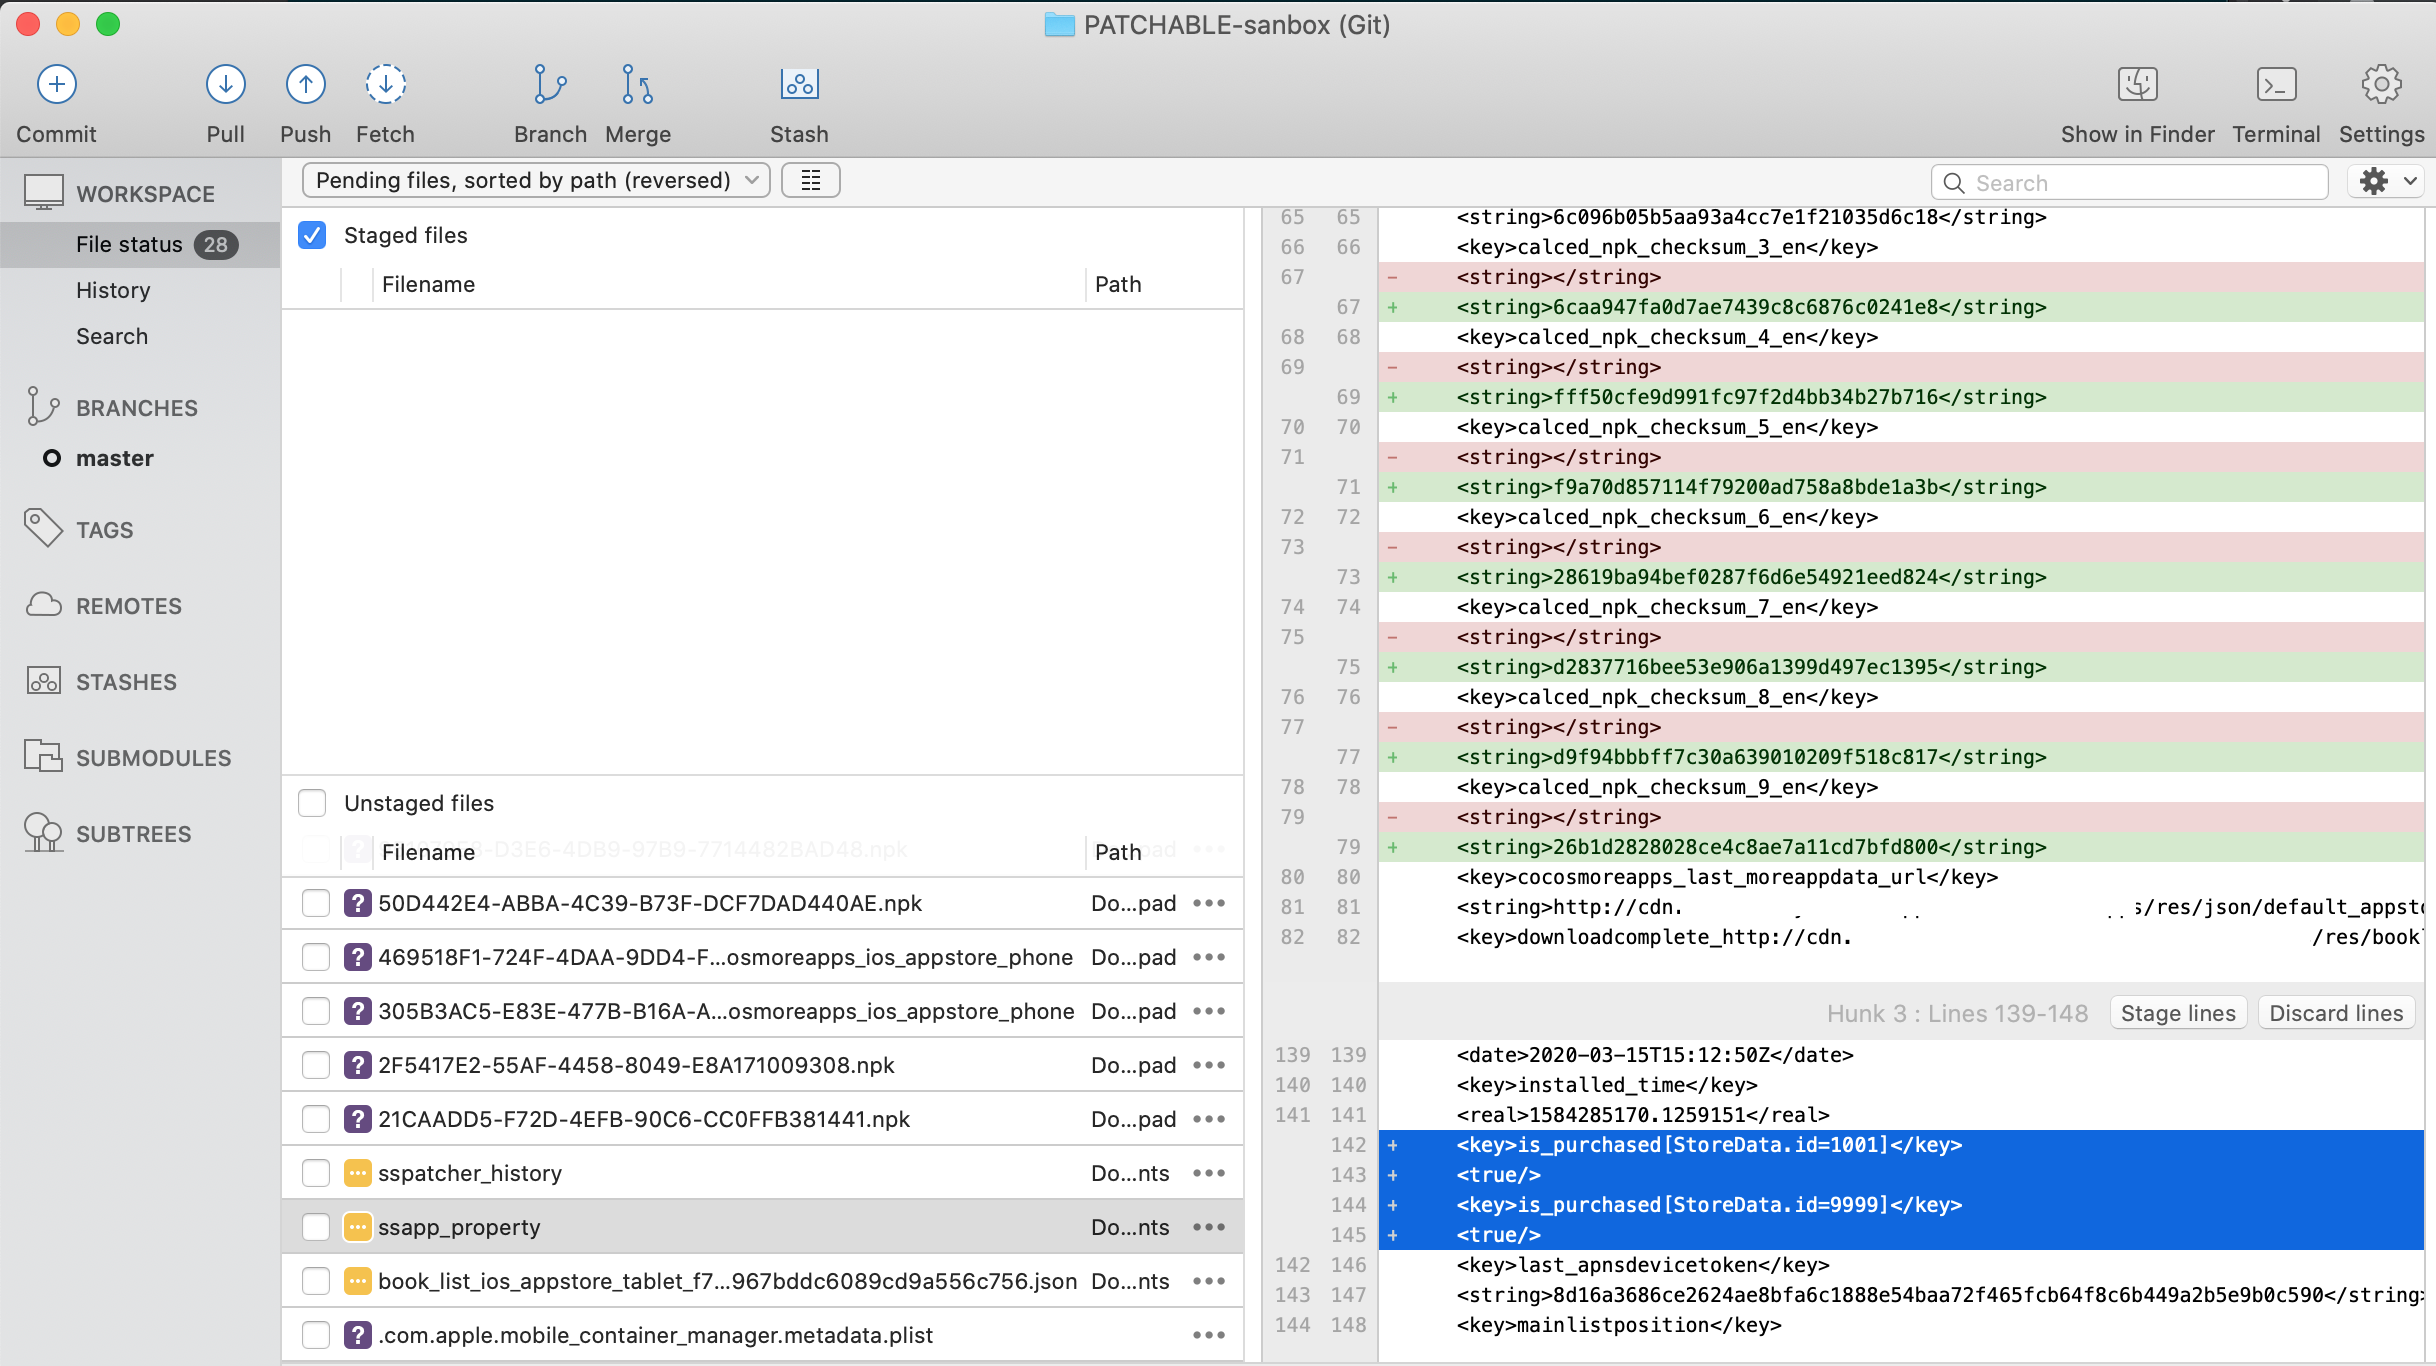 PATCHABLE-sanbox (Git)
Commit
Pull
Push
Fetch
Branch
Merge
Stash
Show in Finder
Terminal
Settings
WORKSPACE
File status 28
History
Search
BRANCHES
master
TAGS
REMOTES
STASHES
SUBMODULES
SUBTREES
Pending files, sorted by path (reversed)
Search
Staged files
Filename Path
Unstaged files
Filename Path
50D442E4-ABBA-4C39-B73F-DCF7DAD440AE.npk Do...pad
469518F1-724F-4DAA-9DD4-F...osmoreapps_ios_appstore_phone Do...pad
305B3AC5-E83E-477B-B16A-A...osmoreapps_ios_appstore_phone Do...pad
2F5417E2-55AF-4458-8049-E8A171009308.npk Do...pad
21CAADD5-F72D-4EFB-90C6-CC0FFB381441.npk Do...pad
sspatcher_history Do...nts
ssapp_property Do...nts
book_list_ios_appstore_tablet_f7...967bddc6089cd9a556c756.json Do...nts
.com.apple.mobile_container_manager.metadata.plist
65 65 <string>6c096b05b5aa93a4cc7e1f21035d6c18</string>
66 66 <key>calced_npk_checksum_3_en</key>
67 - <string></string>
67 + <string>6caa947fa0d7ae7439c8c6876c0241e8</string>
68 68 <key>calced_npk_checksum_4_en</key>
69 - <string></string>
69 + <string>fff50cfe9d991fc97f2d4bb34b27b716</string>
70 70 <key>calced_npk_checksum_5_en</key>
71 - <string></string>
71 + <string>f9a70d857114f79200ad758a8bde1a3b</string>
72 72 <key>calced_npk_checksum_6_en</key>
73 - <string></string>
73 + <string>28619ba94bef0287f6d6e54921eed824</string>
74 74 <key>calced_npk_checksum_7_en</key>
75 - <string></string>
75 + <string>d2837716bee53e906a1399d497ec1395</string>
76 76 <key>calced_npk_checksum_8_en</key>
77 - <string></string>
77 + <string>d9f94bbbff7c30a639010209f518c817</string>
78 78 <key>calced_npk_checksum_9_en</key>
79 - <string></string>
79 + <string>26b1d2828028ce4c8ae7a11cd7bfd800</string>
80 80 <key>cocosmoreapps_last_moreappdata_url</key>
81 81 <string>http://cdn. s/res/json/default_appst
82 82 <key>downloadcomplete_http://cdn. /res/book
Hunk 3 : Lines 139-148 Stage lines Discard lines
139 139 <date>2020-03-15T15:12:50Z</date>
140 140 <key>installed_time</key>
141 141 <real>1584285170.1259151</real>
142 + <key>is_purchased[StoreData.id=1001]</key>
143 + <true/>
144 + <key>is_purchased[StoreData.id=9999]</key>
145 + <true/>
142 146 <key>last_apnsdevicetoken</key>
143 147 <string>8d16a3686ce2624ae8bfa6c1888e54baa72f465fcb64f8c6b449a2b5e9b0c590</string>
144 148 <key>mainlistposition</key>